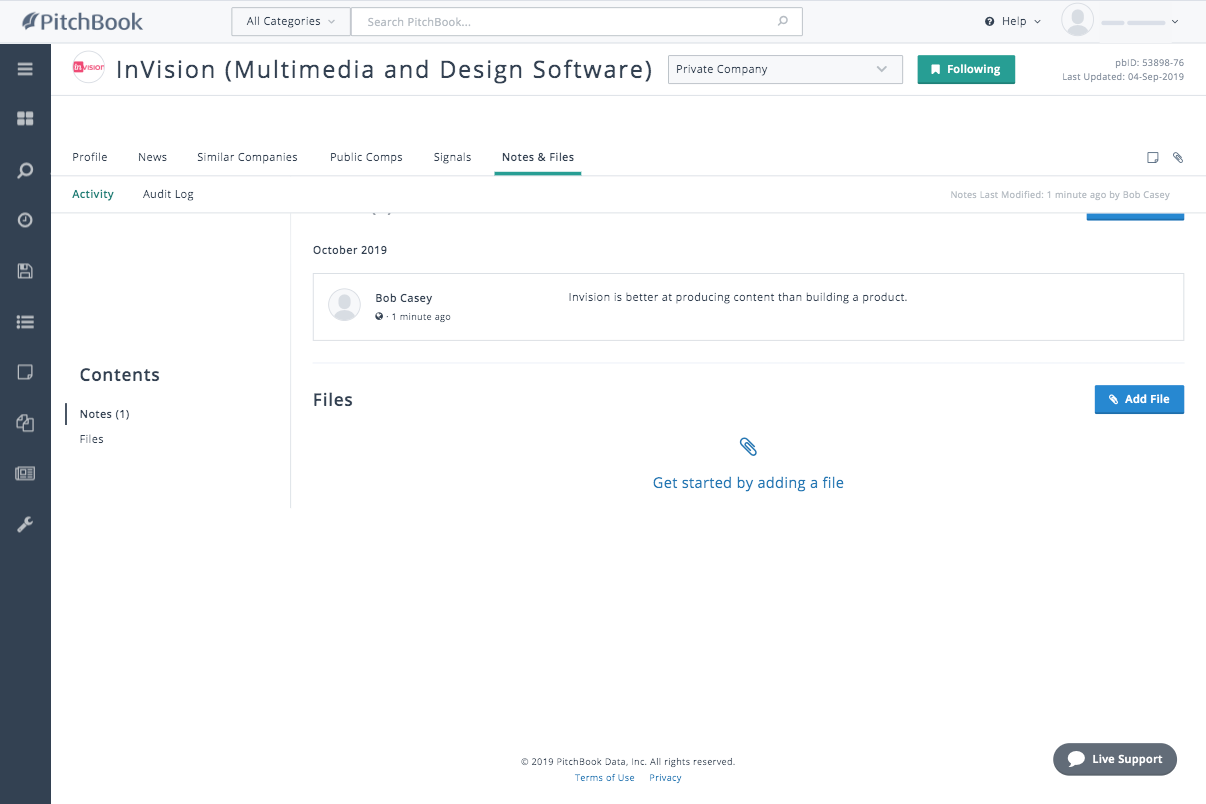 PitchBook
All Categories
Search PitchBook...
Help
InVision
InVision (Multimedia and Design Software)
Private Company
Following
pbID: 53898-76
Last Updated: 04-Sep-2019
Profile
News
Similar Companies
Public Comps
Signals
Notes & Files
Activity
Audit Log
Notes Last Modified: 1 minute ago by Bob Casey
October 2019
Bob Casey
· 1 minute ago
Invision is better at producing content than building a product.
Contents
Notes (1)
Files
Files
Add File
Get started by adding a file
© 2019 PitchBook Data, Inc. All rights reserved.
Terms of Use Privacy
Live Support